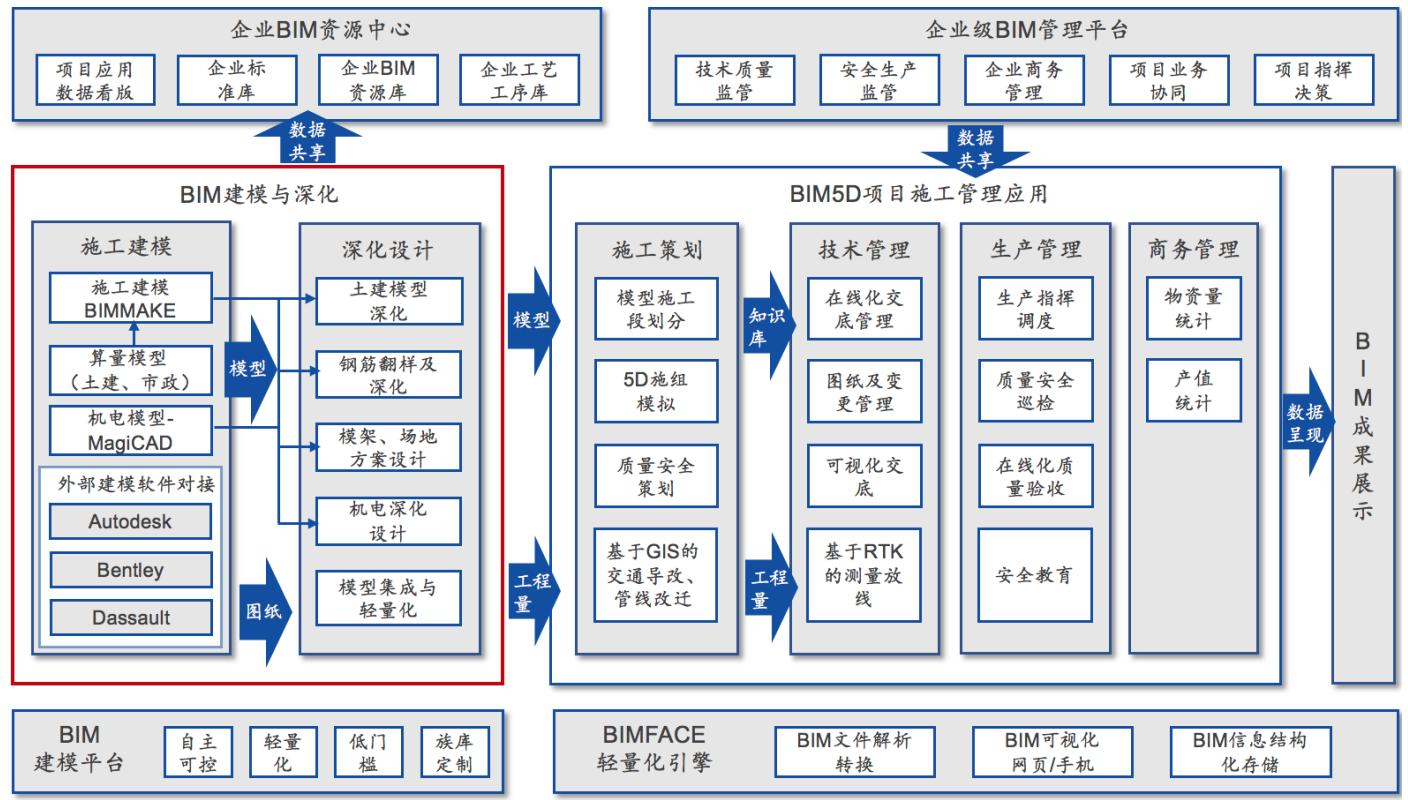 企业BIM资源中心
项目应用
数据看版
企业标
准库
企业BIM
资源库
企业工艺
工序库
企业级BIM管理平台
技术质量
监管
安全生产
监管
企业商务
管理
项目业务
协同
项目指挥
决策
数据
共享
数据
共享
BIM建模与深化
施工建模
施工建模
BIMMAKE
算量模型
（土建、市政）
机电模型-
MagiCAD
外部建模软件对接
Autodesk
Bentley
Dassault
模型
图纸
深化设计
土建模型
深化
钢筋翻样及
深化
模架、场地
方案设计
机电深化
设计
模型集成与
轻量化
模型
工程
量
BIM5D项目施工管理应用
施工策划
模型施工
段划分
5D施组
模拟
质量安全
策划
基于GIS的
交通导改、
管线改迁
知识
库
工程
量
技术管理
在线化交
底管理
图纸及变
更管理
可视化交
底
基于RTK
的测量放
线
生产管理
生产指挥
调度
质量安全
巡检
在线化质
量验收
安全教育
商务管理
物资量
统计
产值
统计
数据
呈现
B
I
M
成
果
展
示
BIM
建模平台
自主
可控
轻量
化
低门
槛
族库
定制
BIMFACE
轻量化引擎
BIM文件解析
转换
BIM可视化
网页/手机
BIM信息结构
化存储